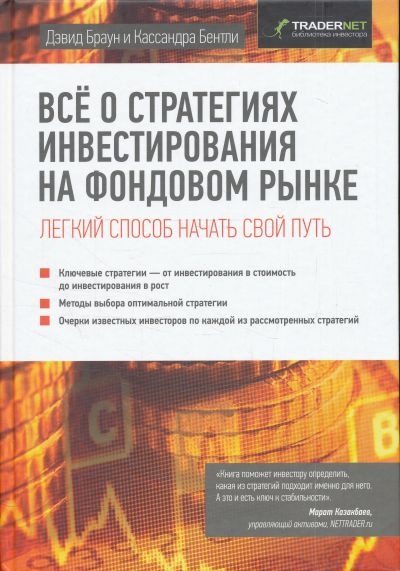 Дэвид Браун и Кассандра Бентли
TRADERNET
библиотека инвестора
ВСЁ О СТРАТЕГИЯХ
ИНВЕСТИРОВАНИЯ
НА ФОНДОВОМ РЫНКЕ
ЛЕГКИЙ СПОСОБ НАЧАТЬ СВОЙ ПУТЬ
Ключевые стратегии — от инвестирования в стоимость
до инвестирования в рост
Методы выбора оптимальной стратегии
Очерки известных инвесторов по каждой из рассмотренных стратегий
C
B
«Книга поможет инвестору определить,
какая из стратегий подходит именно для него.
А это и есть ключ к стабильности».
Марат Казакбаев,
управляющий активами, NETTRADER.ru